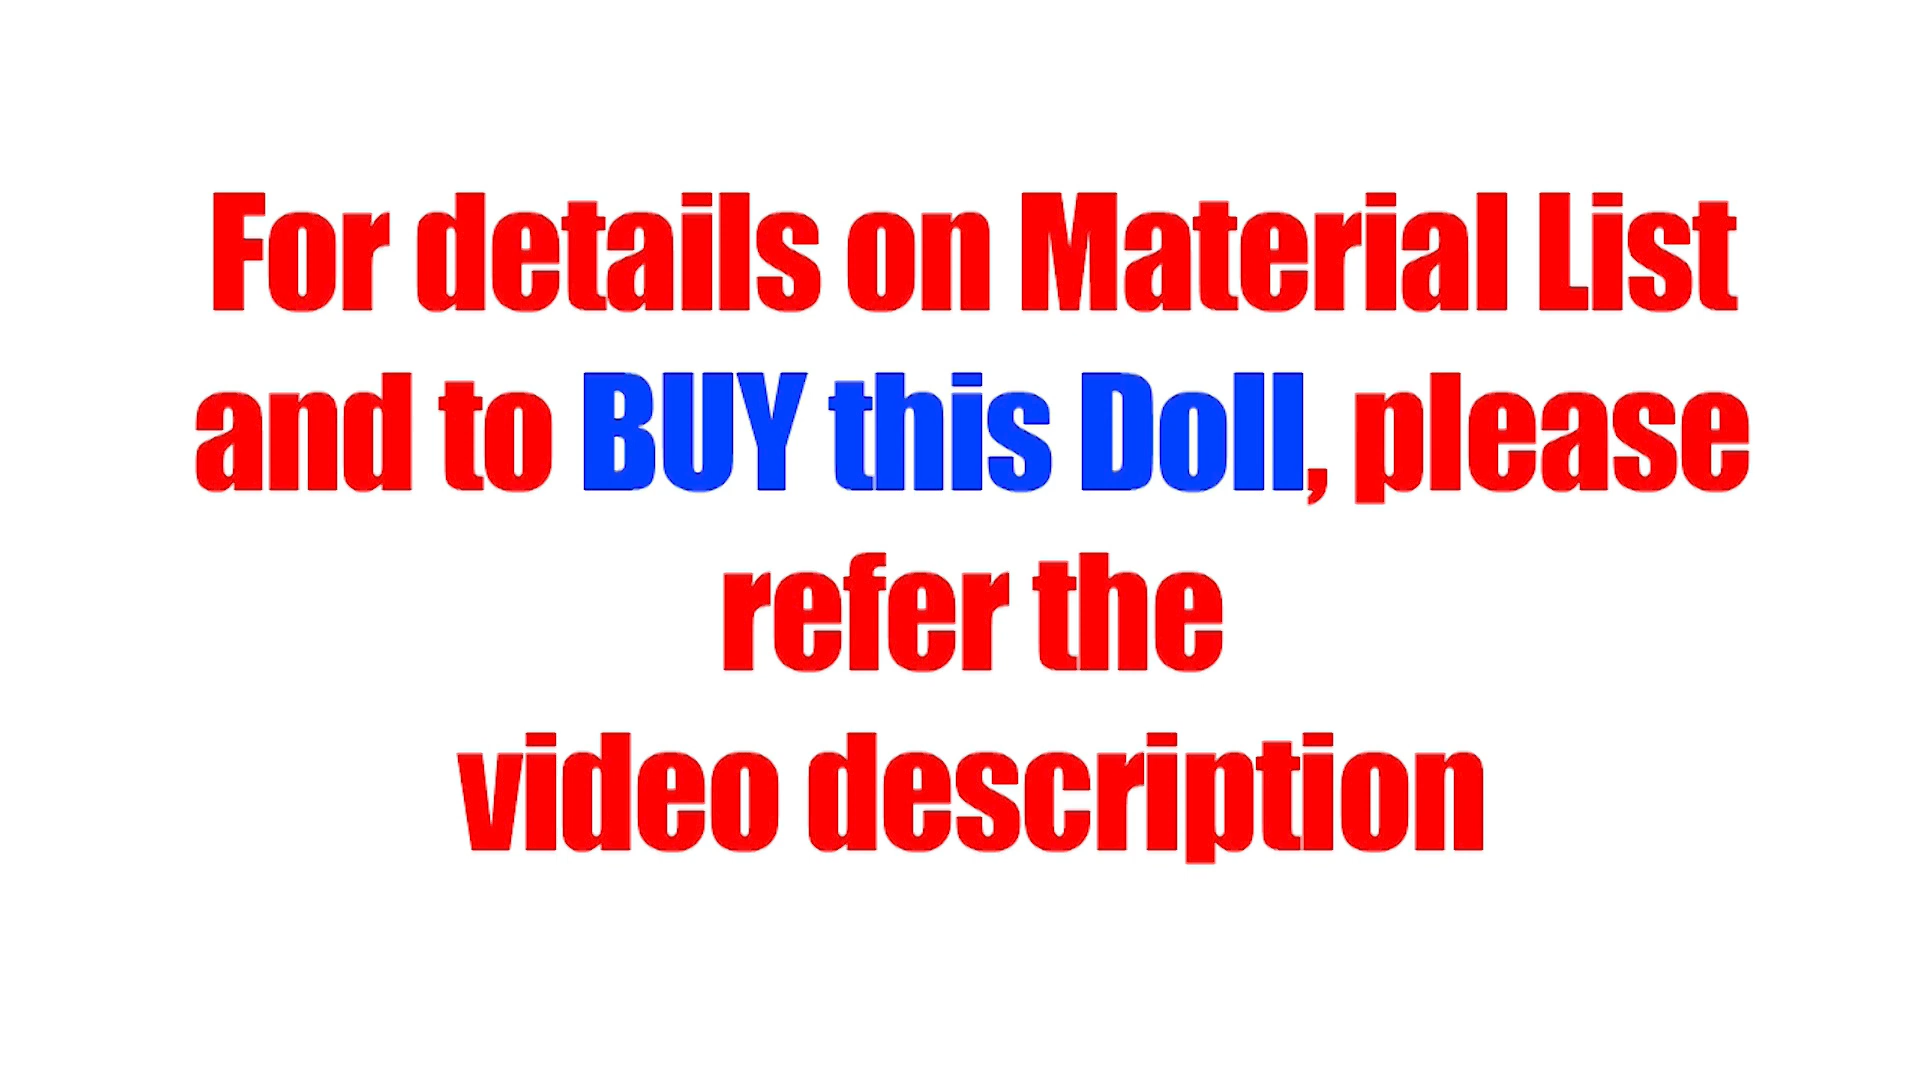 For details on Material List
and to BUY this Doll, please
refer the
video description